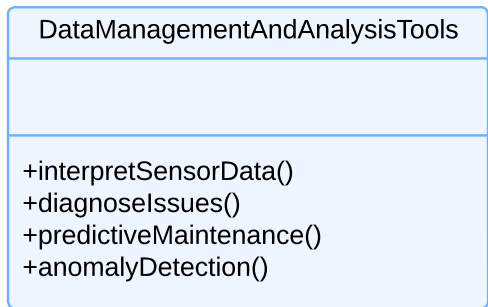 DataManagementAndAnalysisTools
+interpretSensorData()
+diagnoseIssues()
+predictiveMaintenance()
+anomalyDetection()